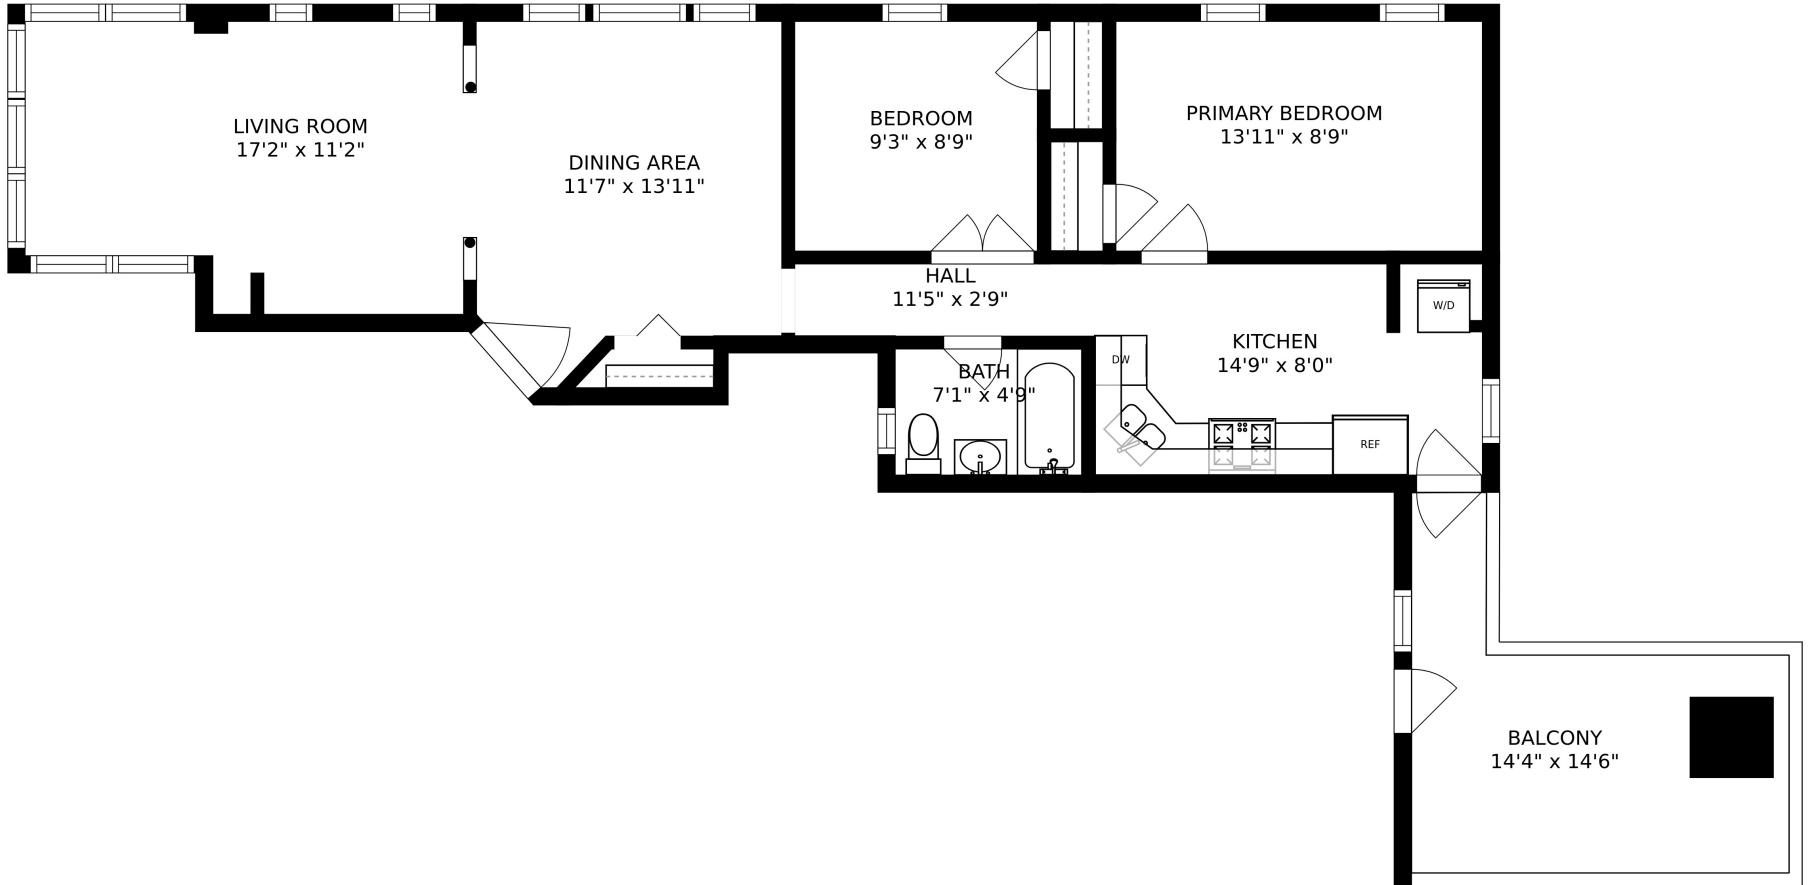 LIVING ROOM
17'2" x 11'2"
DINING AREA
11'7" x 13'11"
BEDROOM
9'3" x 8'9"
PRIMARY BEDROOM
13'11" x 8'9"
HALL
11'5" x 2'9"
W/D
KITCHEN
14'9" x 8'0"
DW
BATH
7'1" x 4'9"
REF
BALCONY
14'4" x 14'6"